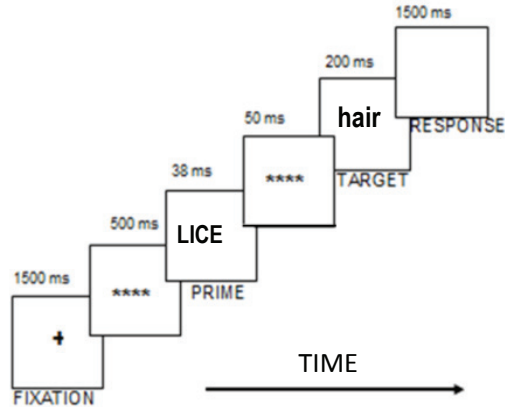 1500 ms
+
FIXATION
500 ms
****
38 ms
LICE
PRIME
50 ms
****
200 ms
hair
TARGET
1500 ms
RESPONSE
TIME